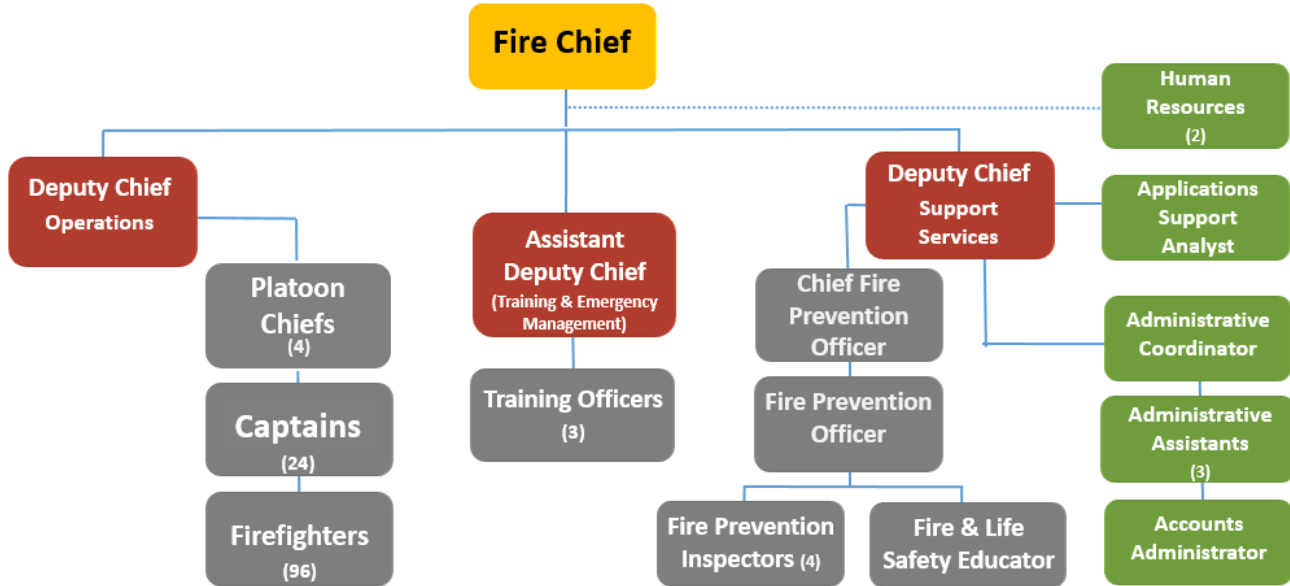 Fire Chief
Human
Resources
(2)
Deputy Chief
Operations
Deputy Chief
Support
Services
Applications
Support
Analyst
Assistant
Deputy Chief
(Training & Emergency
Management)
Platoon
Chiefs
(4)
Chief Fire
Prevention
Officer
Administrative
Coordinator
Captains
(24)
Training Officers
(3)
Fire Prevention
Officer
Administrative
Assistants
(3)
Firefighters
(96)
Fire Prevention
Inspectors (4)
Fire & Life
Safety Educator
Accounts
Administrator